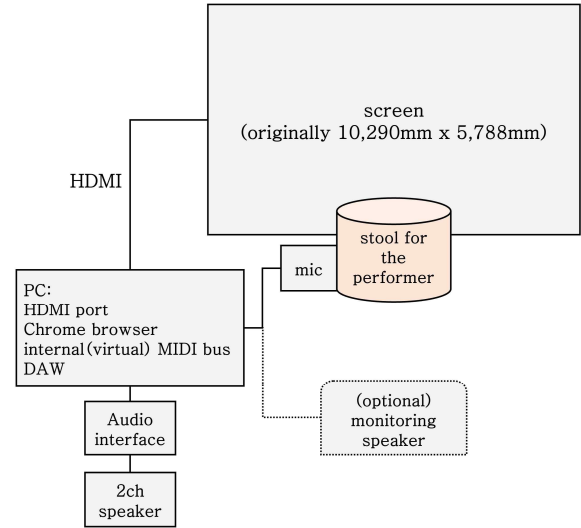 screen
(originally 10,290mm x 5,788mm)
HDMI
stool for
the
performer
mic
PC:
HDMI port
Chrome browser
internal(virtual) MIDI bus
DAW
(optional)
monitoring
speaker
Audio
interface
2ch
speaker